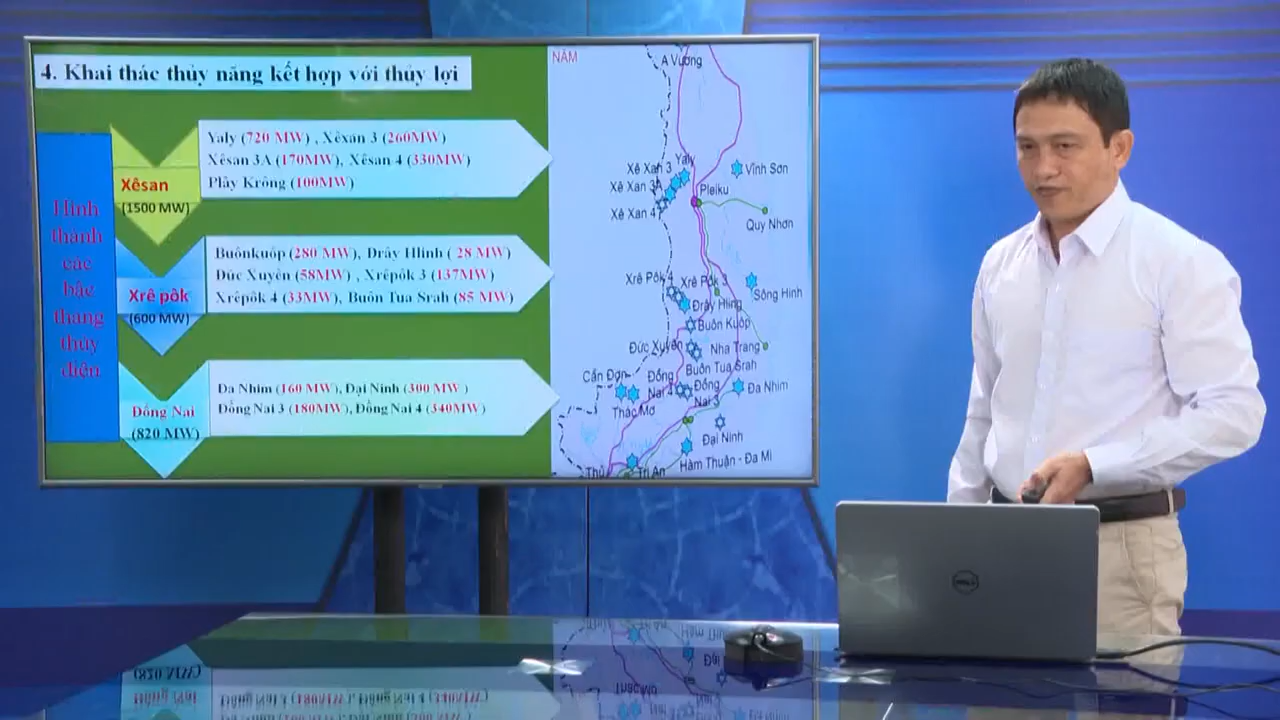 4. Khai thác thủy năng kết hợp với thủy lợi
Hình
thành
các
bậc
thang
thủy
điện
Xêsan
(1500 MW)
Yaly (720 MW) , Xêxan 3 (260MW)
Xêsan 3A (170MW), Xêsan 4 (330MW)
Plây Krông (100MW)
Xrê pôk
(600 MW)
Buônkuôp (280 MW), Đrây Hlinh ( 28 MW)
Đức Xuyên (58MW) , Xrêpôk 3 (137MW)
Xrêpôk 4 (33MW), Buôn Tua Srah (85 MW)
Đồng Nai
(820 MW)
Đa Nhim (160 MW), Đại Ninh (300 MW )
Đồng Nai 3 (180MW), Đồng Nai 4 (340MW)
NĂM
A Vương
Yaly
Xê Xan 3
Vĩnh Sơn
Xê Xan 3A
Pleiku
Xê Xan 4
Quy Nhơn
Xrê Pôk 4
Xrê Pôk 3
Sông Hinh
Đrây Hling
Buôn Kuôp
Đức Xuyên
Nha Trang
Buôn Tua Srah
Cần Đơn
Đồng
Nai 4
Đồng
Nai 3
Đa Nhim
Thác Mơ
Đại Ninh
Hàm Thuận - Đa Mi
Trị An
DELL